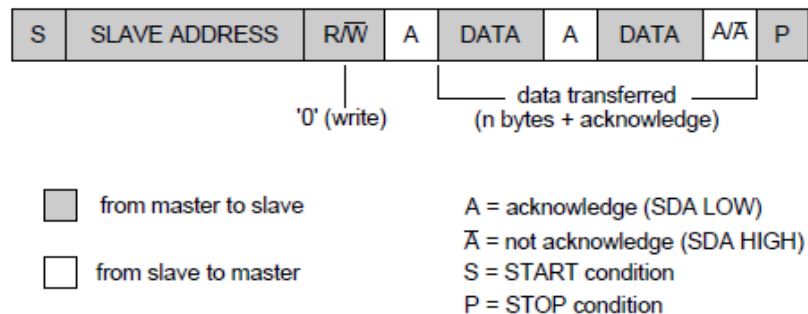 S SLAVE ADDRESS R/W̅ A DATA A DATA A/A̅ P
'0' (write)
data transferred
(n bytes + acknowledge)
from master to slave
from slave to master
A = acknowledge (SDA LOW)
A̅ = not acknowledge (SDA HIGH)
S = START condition
P = STOP condition